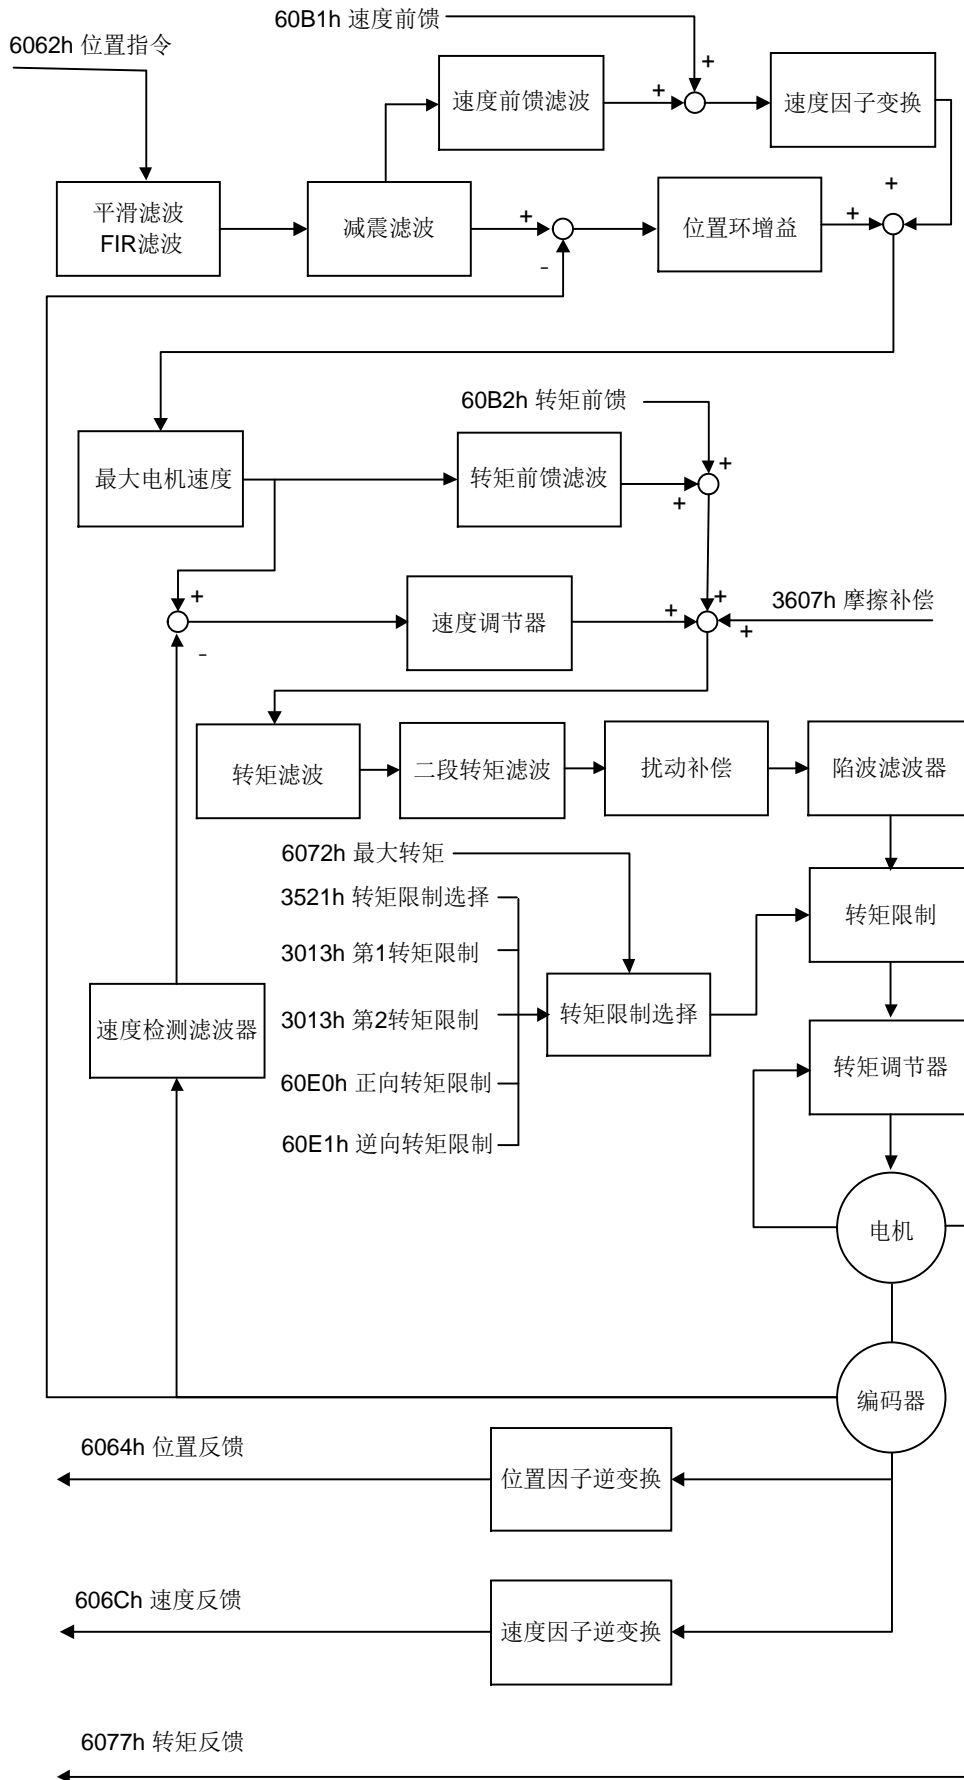 60B1h 速度前馈
6062h 位置指令
+
速度前馈滤波
+
速度因子变换
平滑滤波
FIR滤波
减震滤波
+
-
位置环增益
+
+
60B2h 转矩前馈
最大电机速度
转矩前馈滤波
+
+
+
-
速度调节器
+
+
+
3607h 摩擦补偿
转矩滤波
二段转矩滤波
扰动补偿
陷波滤波器
6072h 最大转矩
3521h 转矩限制选择
3013h 第1转矩限制
3013h 第2转矩限制
60E0h 正向转矩限制
60E1h 逆向转矩限制
转矩限制选择
转矩限制
速度检测滤波器
转矩调节器
电机
编码器
6064h 位置反馈
位置因子逆变换
606Ch 速度反馈
速度因子逆变换
6077h 转矩反馈